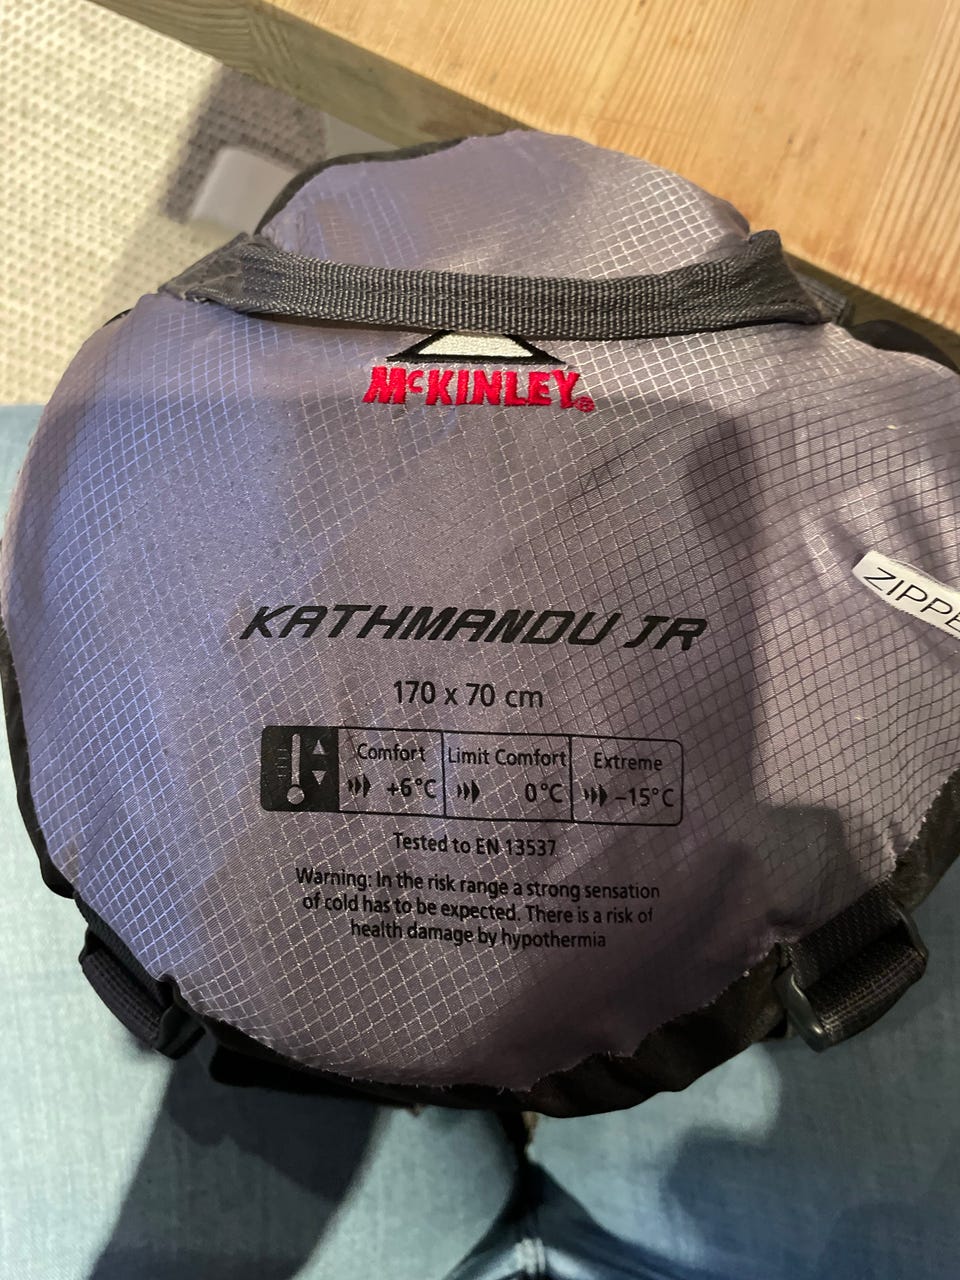 McKINLEY®
ZIPPE
KATHMANDU JR
170 x 70 cm
Comfort Limit Comfort Extreme
+6°C 0°C -15°C
Tested to EN 13537
Warning: In the risk range a strong sensation
of cold has to be expected. There is a risk of
health damage by hypothermia